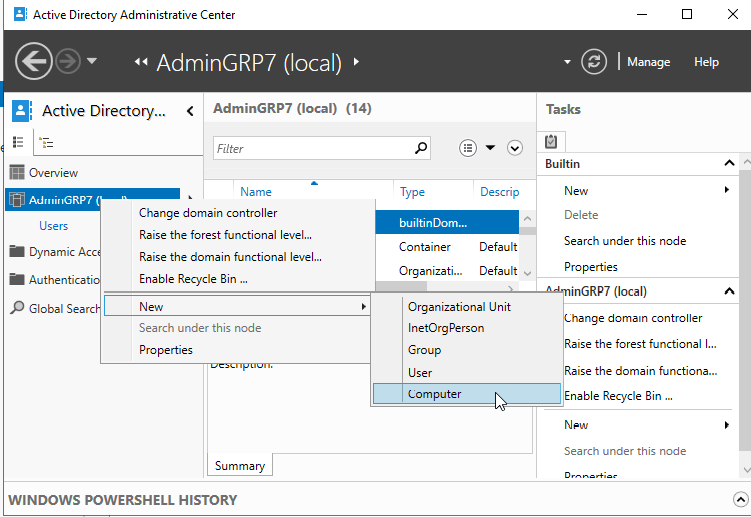 Active Directory Administrative Center
AdminGRP7 (local)
Manage
Help
Active Directory...
Overview
AdminGRP7 (
Users
Dynamic Acce
Authentication
Global Search
AdminGRP7 (local) (14)
Filter
Name
Type
Descrip
builtinDom...
Container
Default
Organizati...
Default
Description:
Summary
Change domain controller
Raise the forest functional level...
Raise the domain functional level...
Enable Recycle Bin ...
New
Search under this node
Properties
Organizational Unit
InetOrgPerson
Group
User
Computer
Tasks
Builtin
New
Delete
Search under this node
Properties
AdminGRP7 (local)
Change domain controller
Raise the forest functional l...
Raise the domain functiona...
Enable Recycle Bin ...
New
Search under this node
Properties
WINDOWS POWERSHELL HISTORY